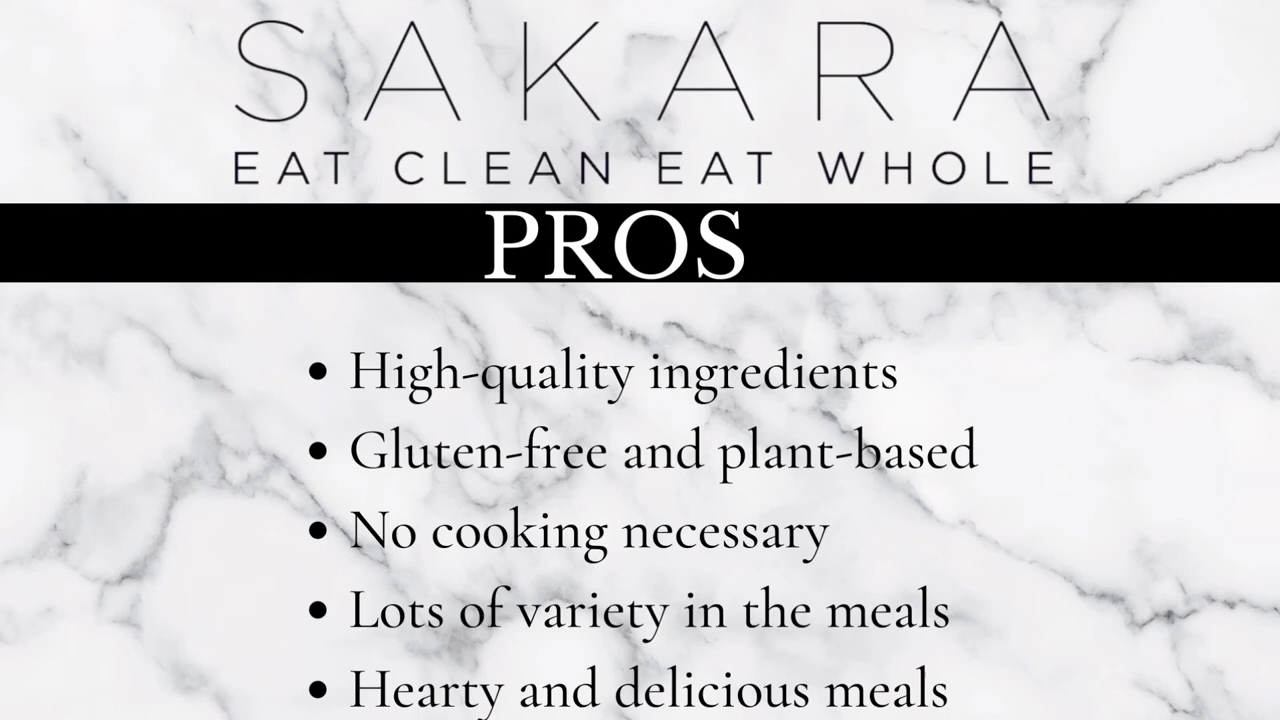 SAKARA
EAT CLEAN EAT WHOLE
PROS
• High-quality ingredients
• Gluten-free and plant-based
• No cooking necessary
• Lots of variety in the meals
• Hearty and delicious meals